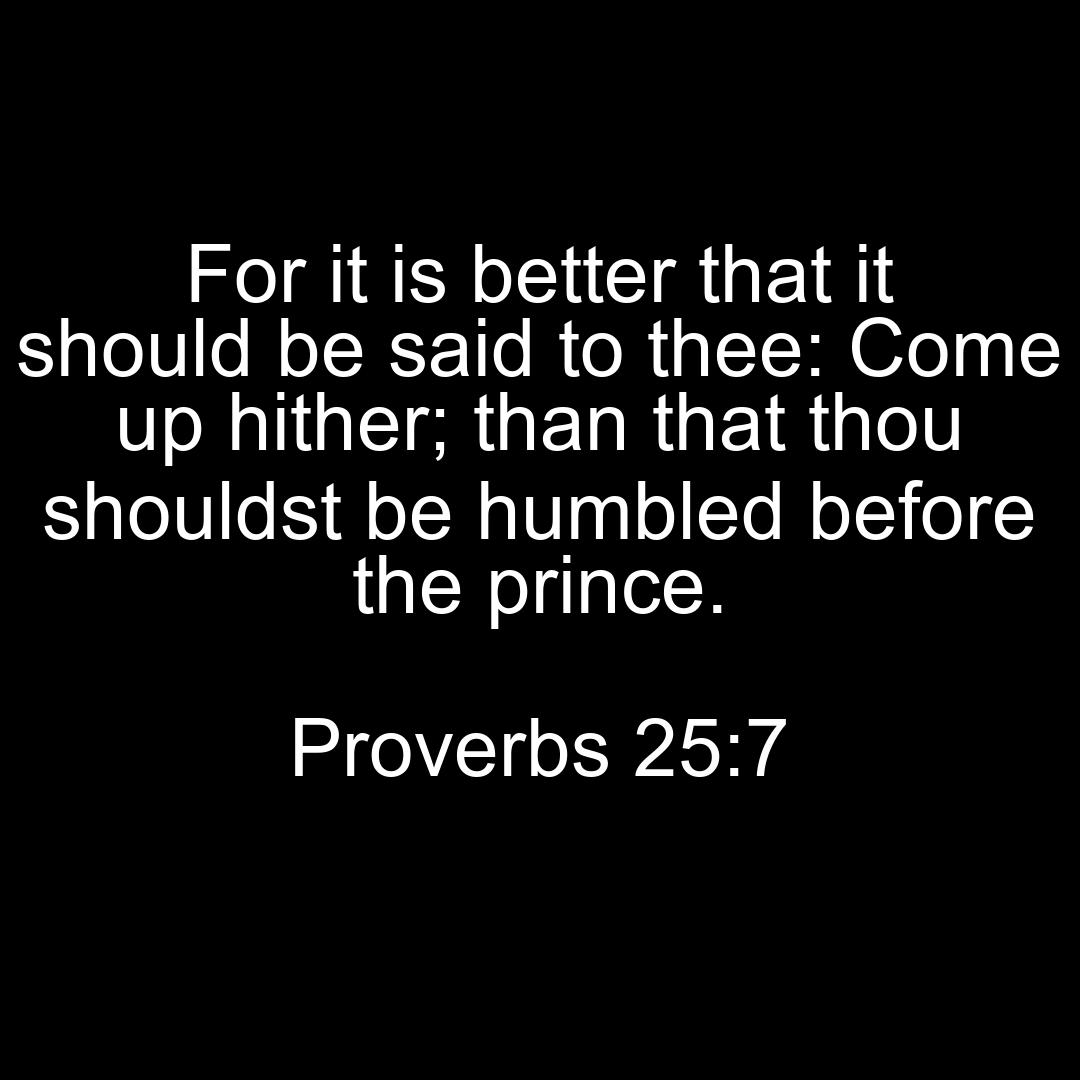 For it is better that it
should be said to thee: Come
up hither; than that thou
shouldst be humbled before
the prince.
Proverbs 25:7